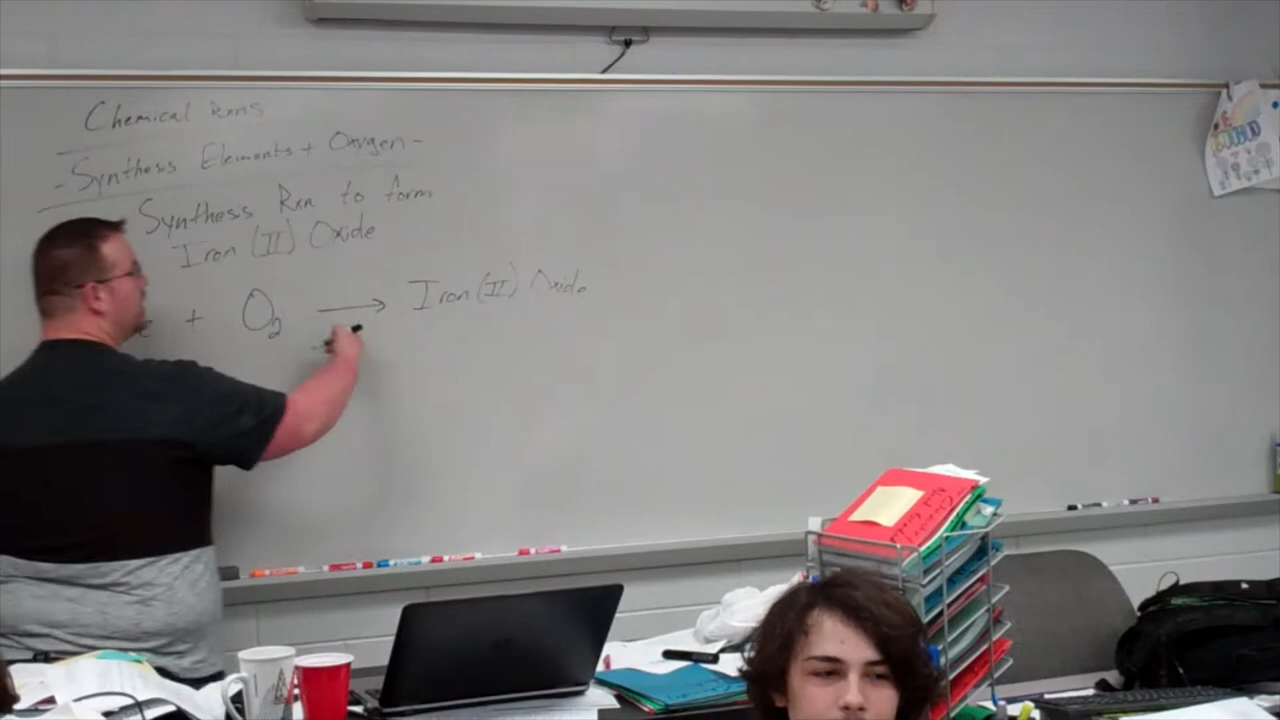 Chemical Rxns
- Synthesis Elements + Oxygen -
Synthesis Rxn to form
Iron (II) Oxide
e + O₂ → Iron (II) Oxide